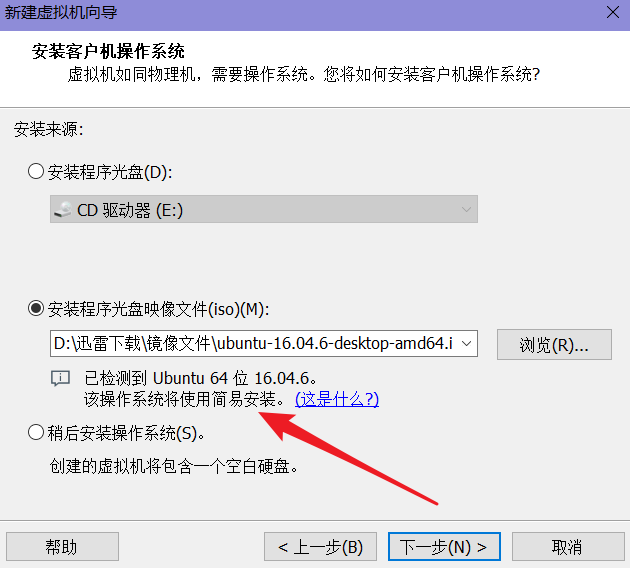 新建虚拟机向导
安装客户机操作系统
虚拟机如同物理机，需要操作系统。您将如何安装客户机操作系统?
安装来源:
安装程序光盘(D):
CD 驱动器 (E:)
安装程序光盘映像文件(iso)(M):
D:\迅雷下载\镜像文件\ubuntu-16.04.6-desktop-amd64.i
浏览(R)...
已检测到 Ubuntu 64 位 16.04.6。
该操作系统将使用简易安装。 (这是什么?)
稍后安装操作系统(S)。
创建的虚拟机将包含一个空白硬盘。
帮助
< 上一步(B)
下一步(N) >
取消